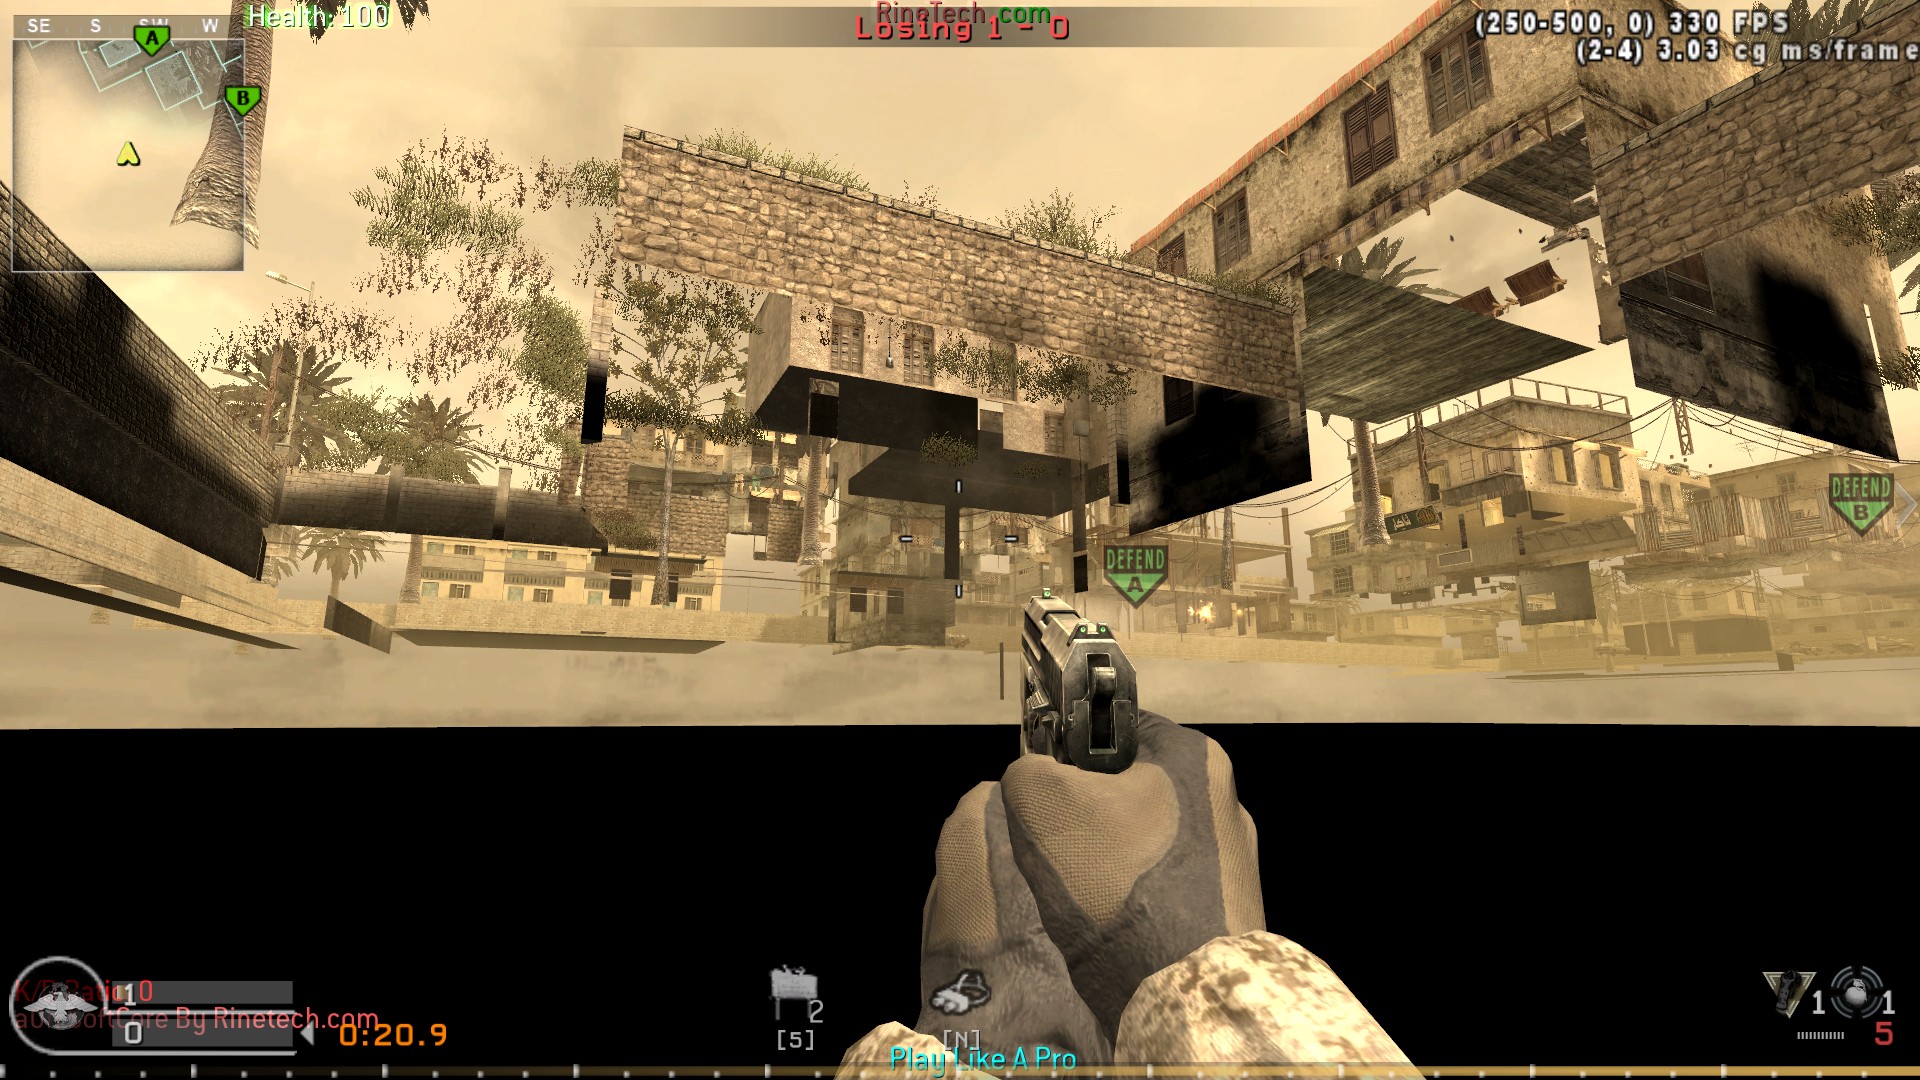 SE S SW W
A
B
Health: 100
RineTech.com
Losing 1 - 0
(250-500, 0) 330 FPS
(2-4) 3.03 cg ms/frame
DEFEND
B
DEFEND
A
K/D Ratio 0
1
By Rinetech.com
0
0:20.9
2
[5]
[N]
Play Like A Pro
1
1
5